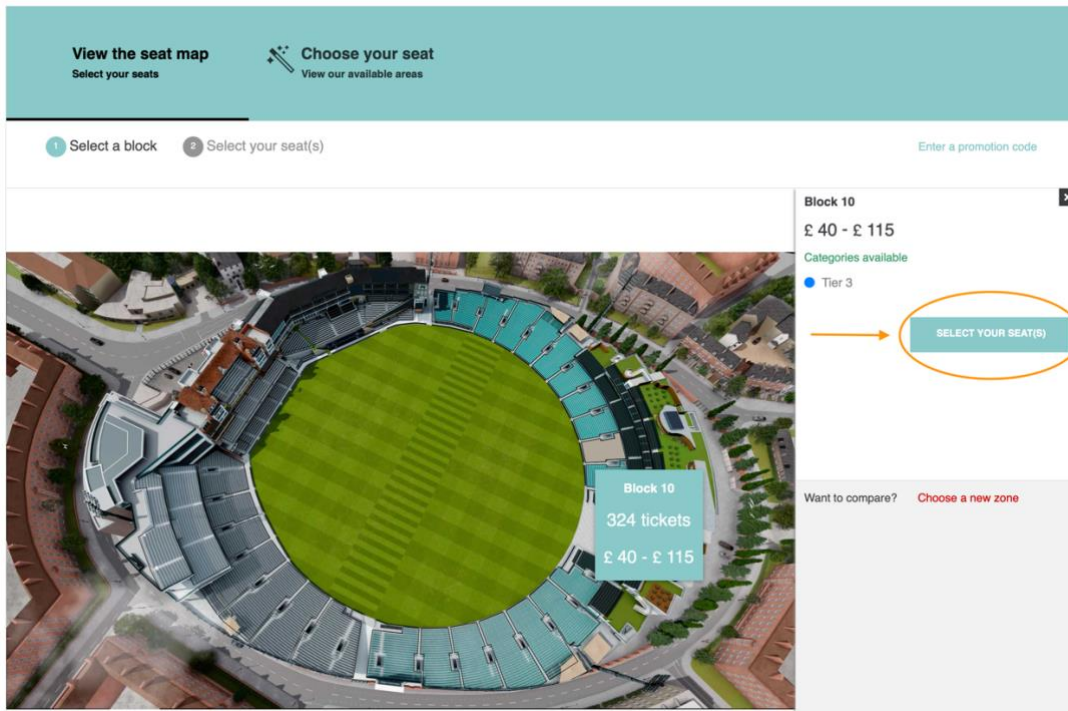 View the seat map
Select your seats
Choose your seat
View our available areas
1 Select a block
2 Select your seat(s)
Enter a promotion code
Block 10
£ 40 - £ 115
Categories available
Tier 3
SELECT YOUR SEAT(S)
Block 10
324 tickets
£ 40 - £ 115
Want to compare? Choose a new zone